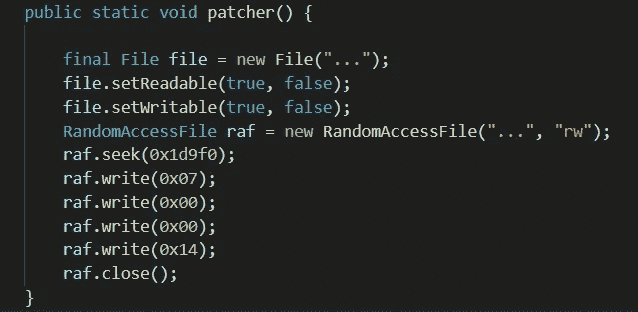 public static void patcher() {
final File file = new File("...");
file.setReadable(true, false);
file.setWritable(true, false);
RandomAccessFile raf = new RandomAccessFile("...", "rw");
raf.seek(0x1d9f0);
raf.write(0x07);
raf.write(0x00);
raf.write(0x00);
raf.write(0x14);
raf.close();
}